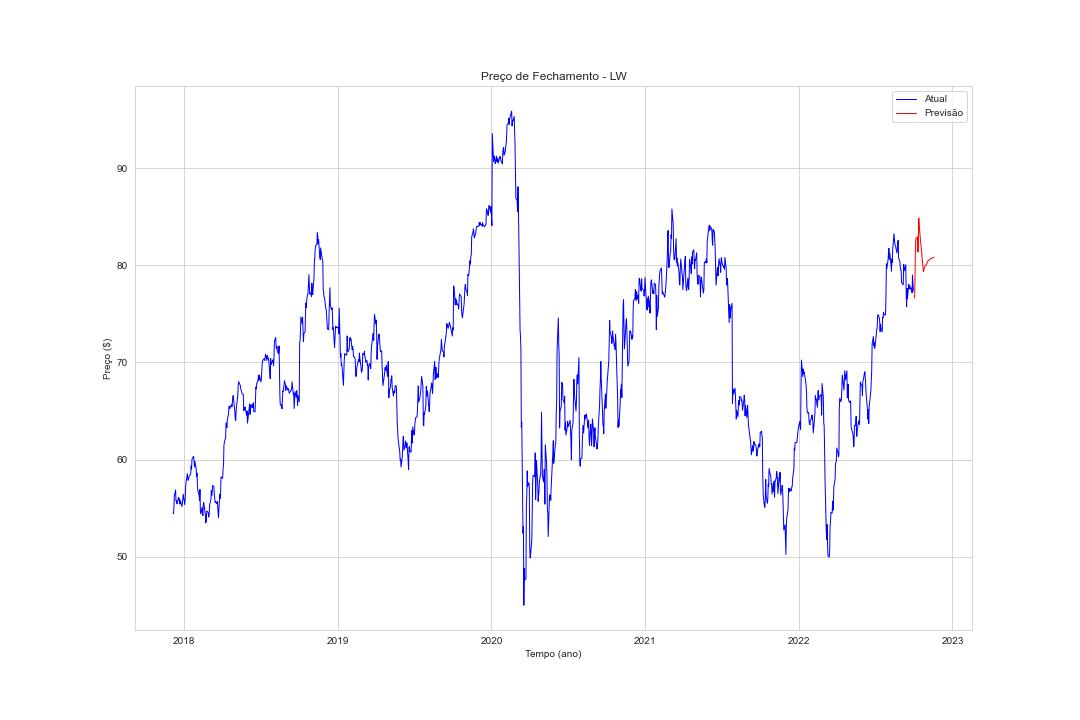 Preço de Fechamento - LW
Atual
Previsão
90
80
70
60
50
Preço ($)
2018 2019 2020 2021 2022 2023
Tempo (ano)